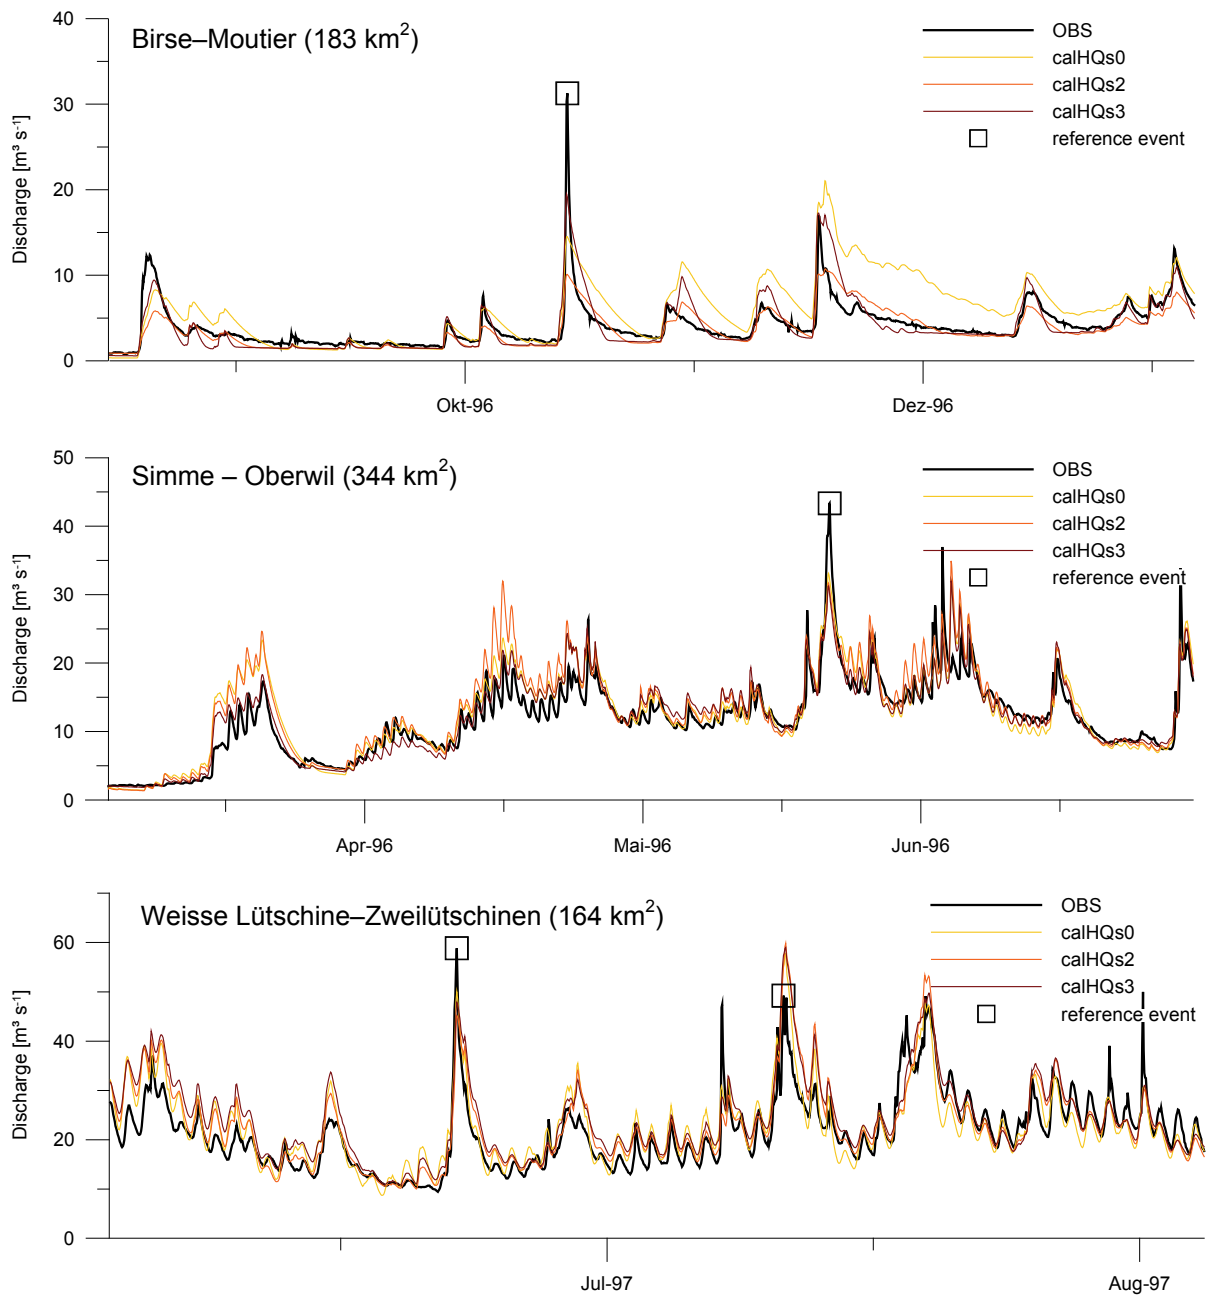 Birse–Moutier (183 km²)
OBS
calHQs0
calHQs2
calHQs3
reference event
Discharge [m³ s⁻¹]
40
30
20
10
0
Okt-96
Dez-96
Simme – Oberwil (344 km²)
OBS
calHQs0
calHQs2
calHQs3
reference event
Discharge [m³ s⁻¹]
50
40
30
20
10
0
Apr-96
Mai-96
Jun-96
Weisse Lütschine–Zweilütschinen (164 km²)
OBS
calHQs0
calHQs2
calHQs3
reference event
Discharge [m³ s⁻¹]
60
40
20
0
Jul-97
Aug-97